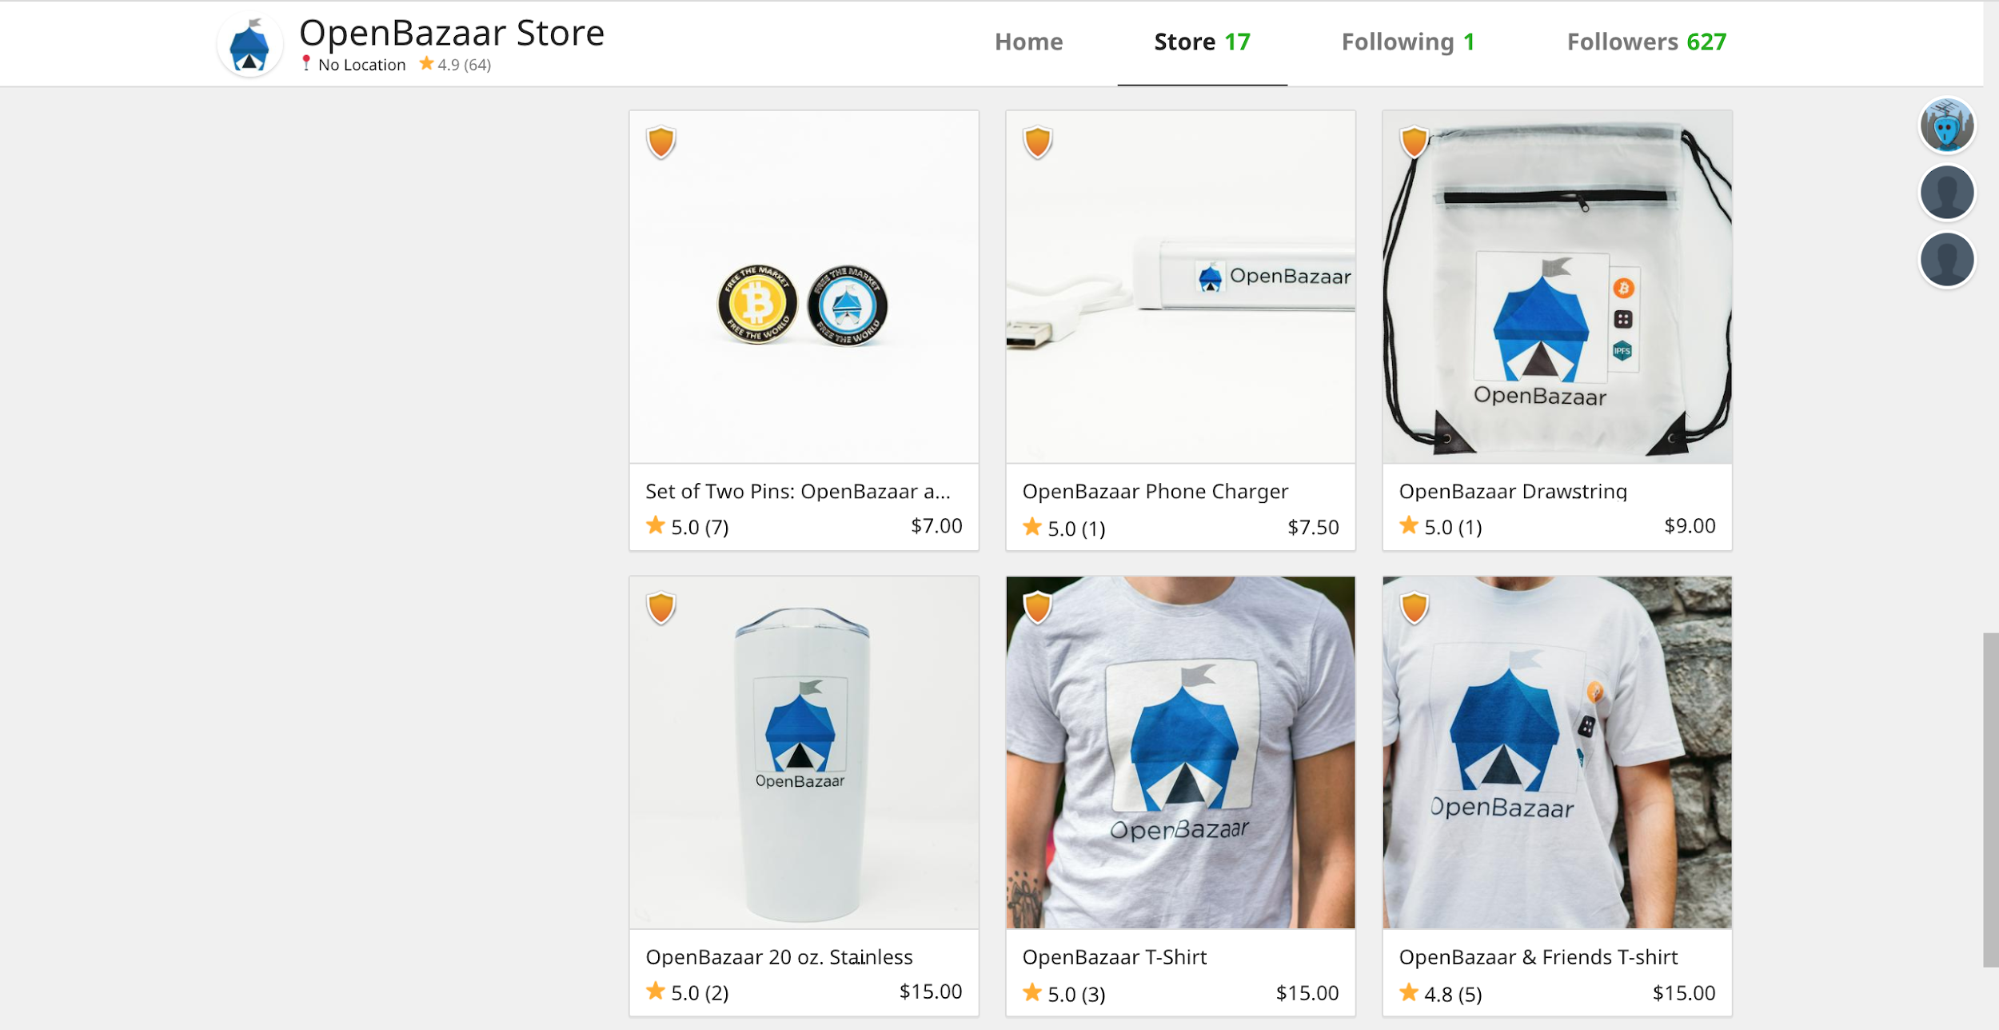 OpenBazaar Store
No Location 4.9 (64)
Home
Store 17
Following 1
Followers 627
FREE THE MARKET
FREE THE WORLD
FREE THE MARKET
FREE THE WORLD
Set of Two Pins: OpenBazaar a...
5.0 (7) $7.00
OpenBazaar
OpenBazaar Phone Charger
5.0 (1) $7.50
IPFS
OpenBazaar
OpenBazaar Drawstring
5.0 (1) $9.00
OpenBazaar
OpenBazaar 20 oz. Stainless
5.0 (2) $15.00
OpenBazaar
OpenBazaar T-Shirt
5.0 (3) $15.00
OpenBazaar
OpenBazaar & Friends T-shirt
4.8 (5) $15.00